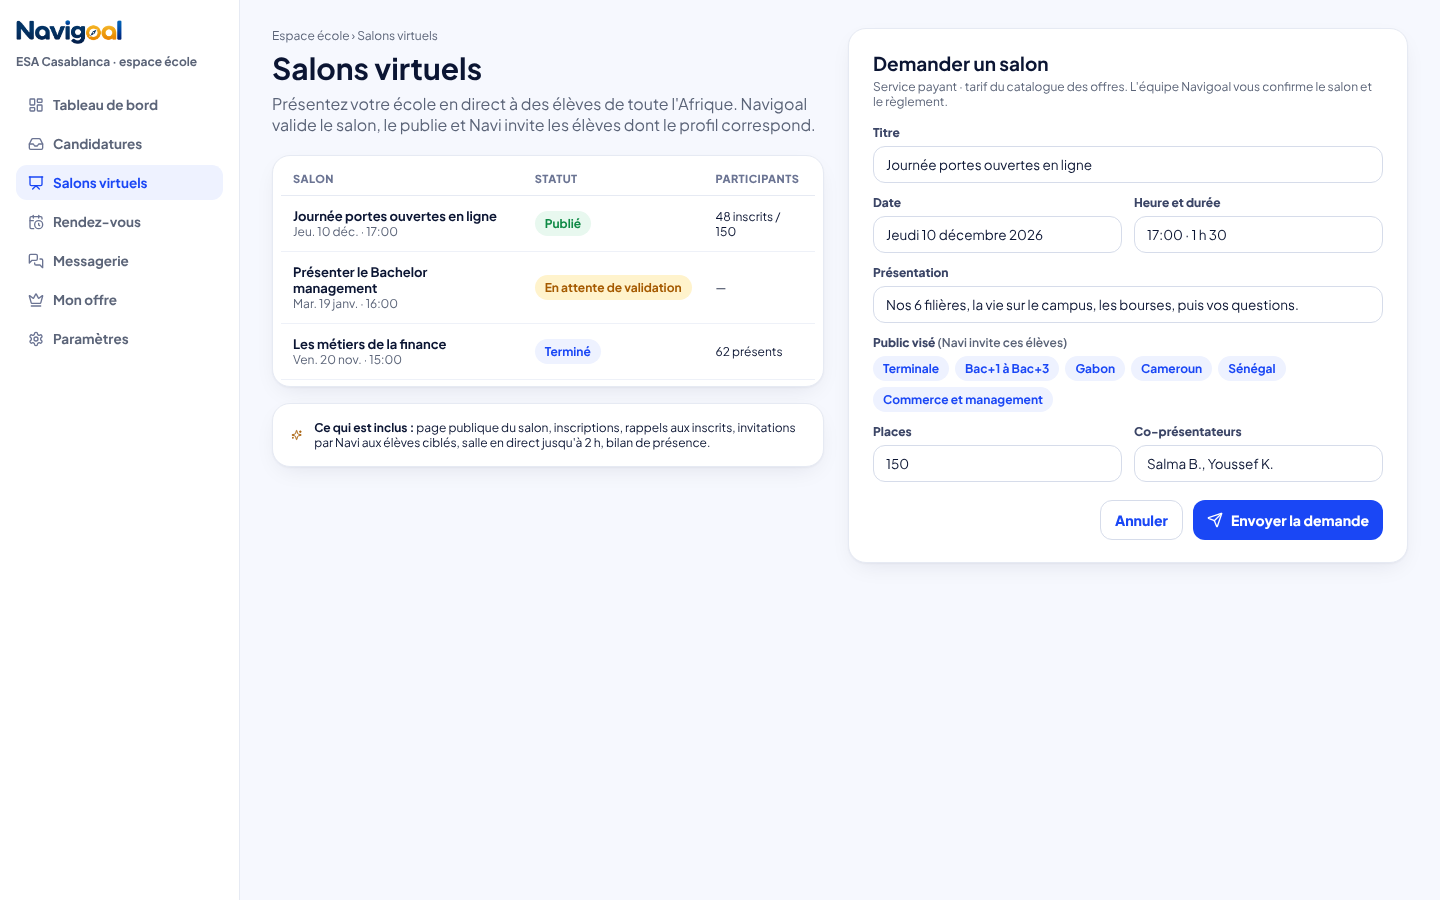 Navigoal
ESA Casablanca · espace école
Tableau de bord
Candidatures
Salons virtuels
Rendez-vous
Messagerie
Mon offre
Paramètres
Espace école › Salons virtuels
Salons virtuels
Présentez votre école en direct à des élèves de toute l'Afrique. Navigoal
valide le salon, le publie et Navi invite les élèves dont le profil correspond.
SALON STATUT PARTICIPANTS
Journée portes ouvertes en ligne
Jeu. 10 déc. · 17:00
Publié
48 inscrits /
150
Présenter le Bachelor
management
Mar. 19 janv. · 16:00
En attente de validation
—
Les métiers de la finance
Ven. 20 nov. · 15:00
Terminé
62 présents
Ce qui est inclus : page publique du salon, inscriptions, rappels aux inscrits, invitations
par Navi aux élèves ciblés, salle en direct jusqu'à 2 h, bilan de présence.
Demander un salon
Service payant · tarif du catalogue des offres. L'équipe Navigoal vous confirme le salon et
le règlement.
Titre
Journée portes ouvertes en ligne
Date
Jeudi 10 décembre 2026
Heure et durée
17:00 · 1 h 30
Présentation
Nos 6 filières, la vie sur le campus, les bourses, puis vos questions.
Public visé (Navi invite ces élèves)
Terminale Bac+1 à Bac+3 Gabon Cameroun Sénégal
Commerce et management
Places
150
Co-présentateurs
Salma B., Youssef K.
Annuler
Envoyer la demande